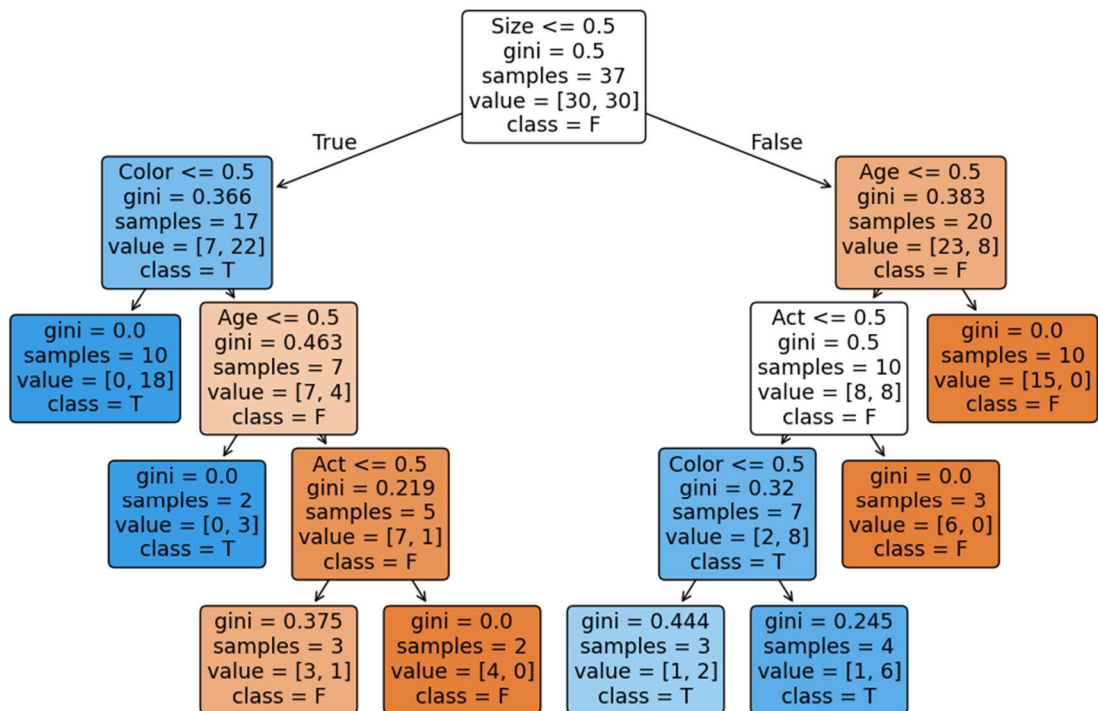 Size <= 0.5
gini = 0.5
samples = 37
value = [30, 30]
class = F
True
False
Color <= 0.5
gini = 0.366
samples = 17
value = [7, 22]
class = T
Age <= 0.5
gini = 0.383
samples = 20
value = [23, 8]
class = F
gini = 0.0
samples = 10
value = [0, 18]
class = T
Age <= 0.5
gini = 0.463
samples = 7
value = [7, 4]
class = F
Act <= 0.5
gini = 0.5
samples = 10
value = [8, 8]
class = F
gini = 0.0
samples = 10
value = [15, 0]
class = F
gini = 0.0
samples = 2
value = [0, 3]
class = T
Act <= 0.5
gini = 0.219
samples = 5
value = [7, 1]
class = F
Color <= 0.5
gini = 0.32
samples = 7
value = [2, 8]
class = T
gini = 0.0
samples = 3
value = [6, 0]
class = F
gini = 0.375
samples = 3
value = [3, 1]
class = F
gini = 0.0
samples = 2
value = [4, 0]
class = F
gini = 0.444
samples = 3
value = [1, 2]
class = T
gini = 0.245
samples = 4
value = [1, 6]
class = T